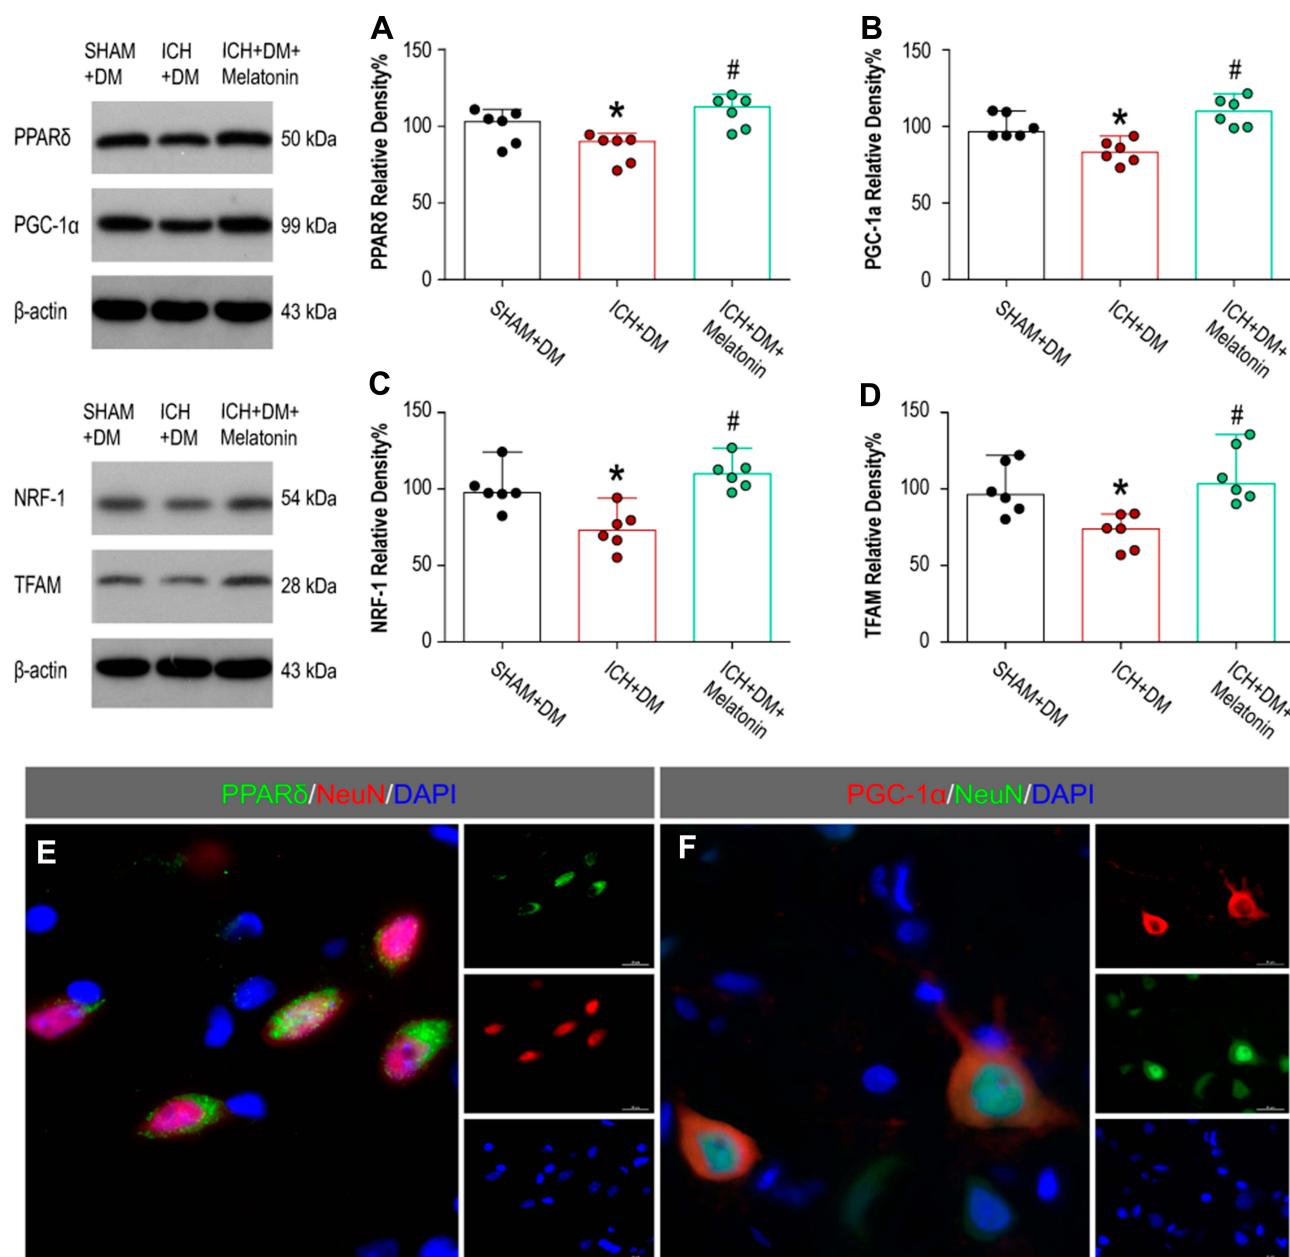 SHAM ICH ICH+DM+
+DM +DM Melatonin
PPARδ 50 kDa
PGC-1α 99 kDa
β-actin 43 kDa
A
PPARδ Relative Density%
150
100
50
0
* #
SHAM+DM
ICH+DM
ICH+DM+
Melatonin
B
PGC-1a Relative Density%
150
100
50
0
* #
SHAM+DM
ICH+DM
ICH+DM+
Melatonin
SHAM ICH ICH+DM+
+DM +DM Melatonin
NRF-1 54 kDa
TFAM 28 kDa
β-actin 43 kDa
C
NRF-1 Relative Density%
150
100
50
0
* #
SHAM+DM
ICH+DM
ICH+DM+
Melatonin
D
TFAM Relative Density%
150
100
50
0
* #
SHAM+DM
ICH+DM
ICH+DM+
Melatonin
PPARδ/NeuN/DAPI
E
PGC-1α/NeuN/DAPI
F